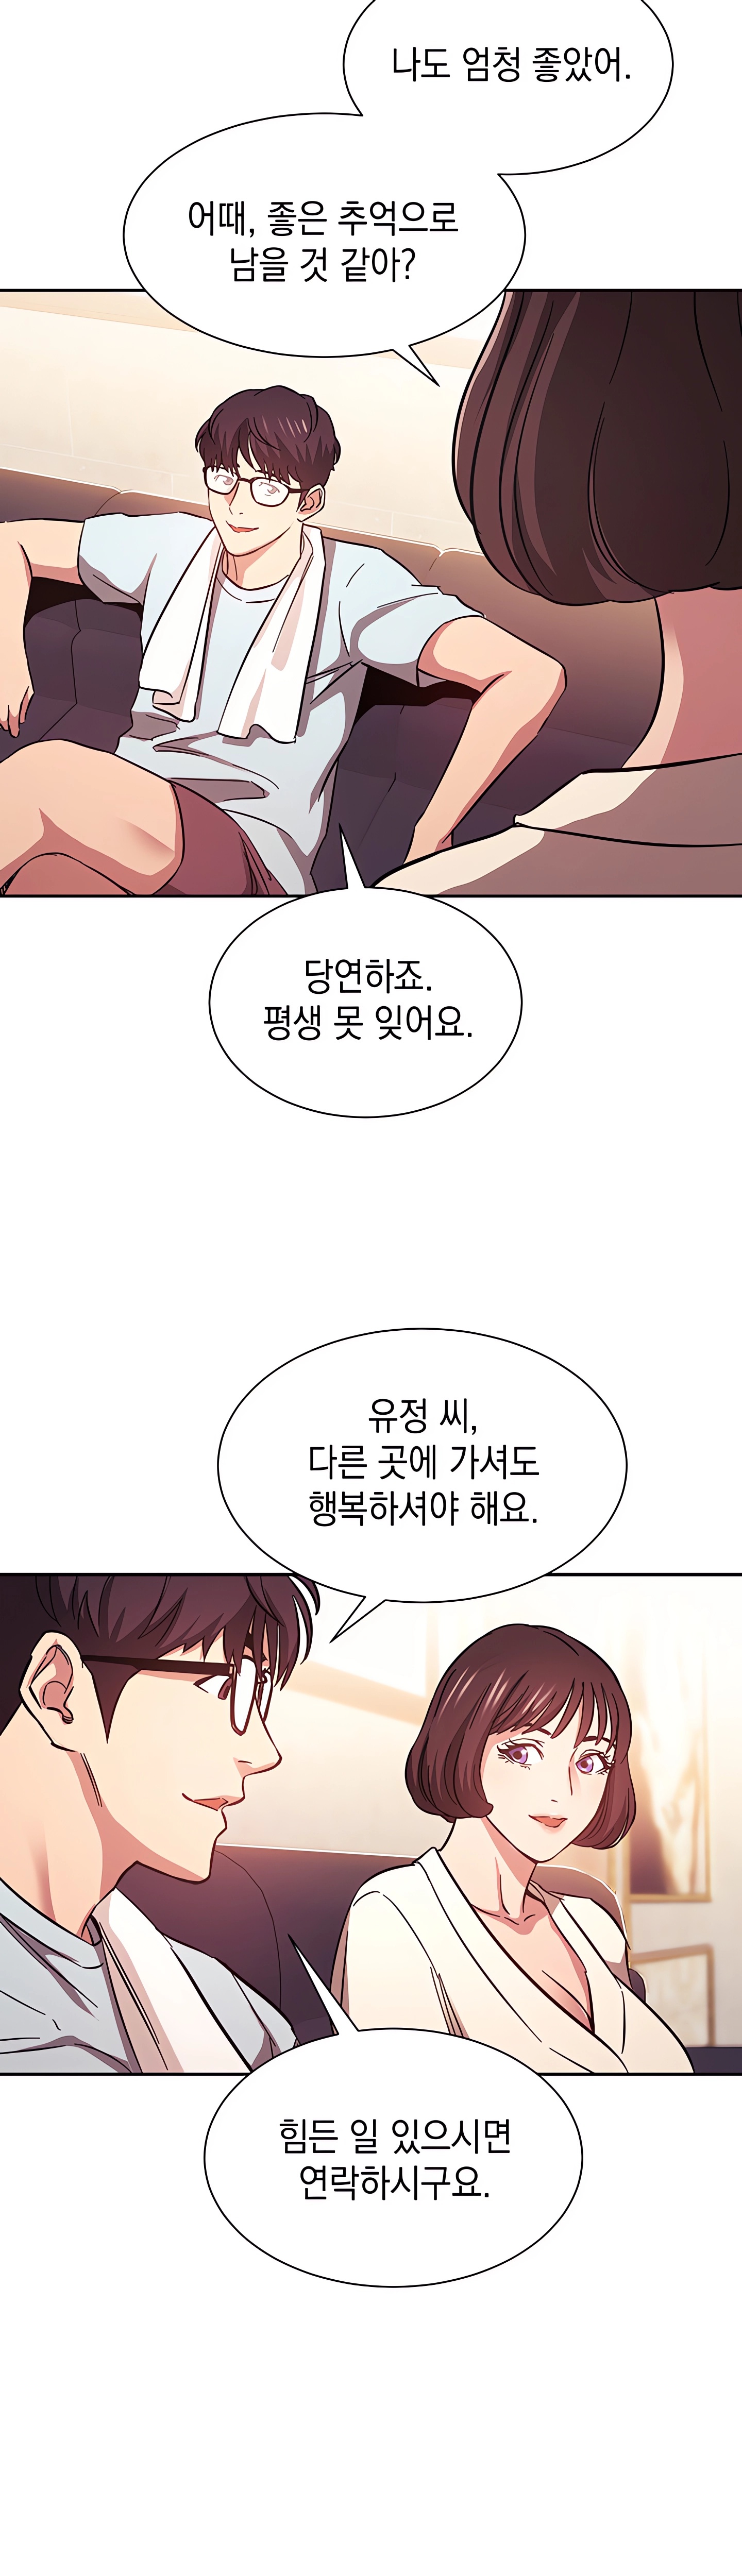 나도 엄청 좋았어.
어때, 좋은 추억으로
남을 것 같아?
당연하죠.
평생 못 잊어요.
유정 씨,
다른 곳에 가셔도
행복하셔야 해요.
힘든 일 있으시면
연락하시구요.